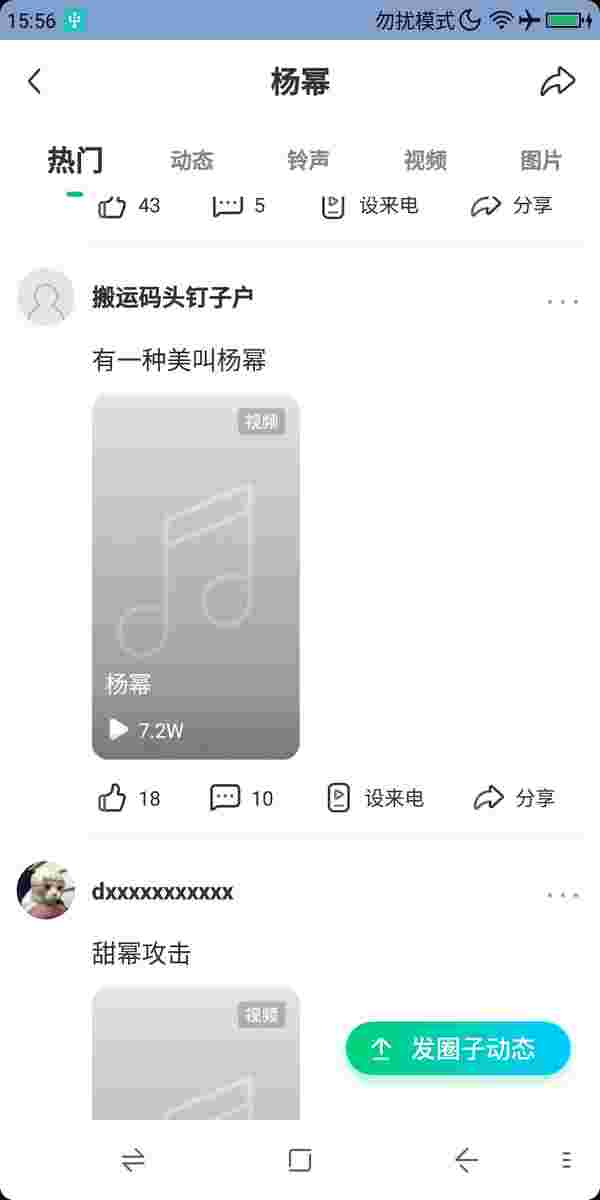 15:56 勿扰模式
杨幂
热门 动态 铃声 视频 图片
43 5 设来电 分享
搬运码头钉子户
有一种美叫杨幂
视频
杨幂
7.2W
18 10 设来电 分享
dxxxxxxxxxxx
甜幂攻击
视频
发圈子动态